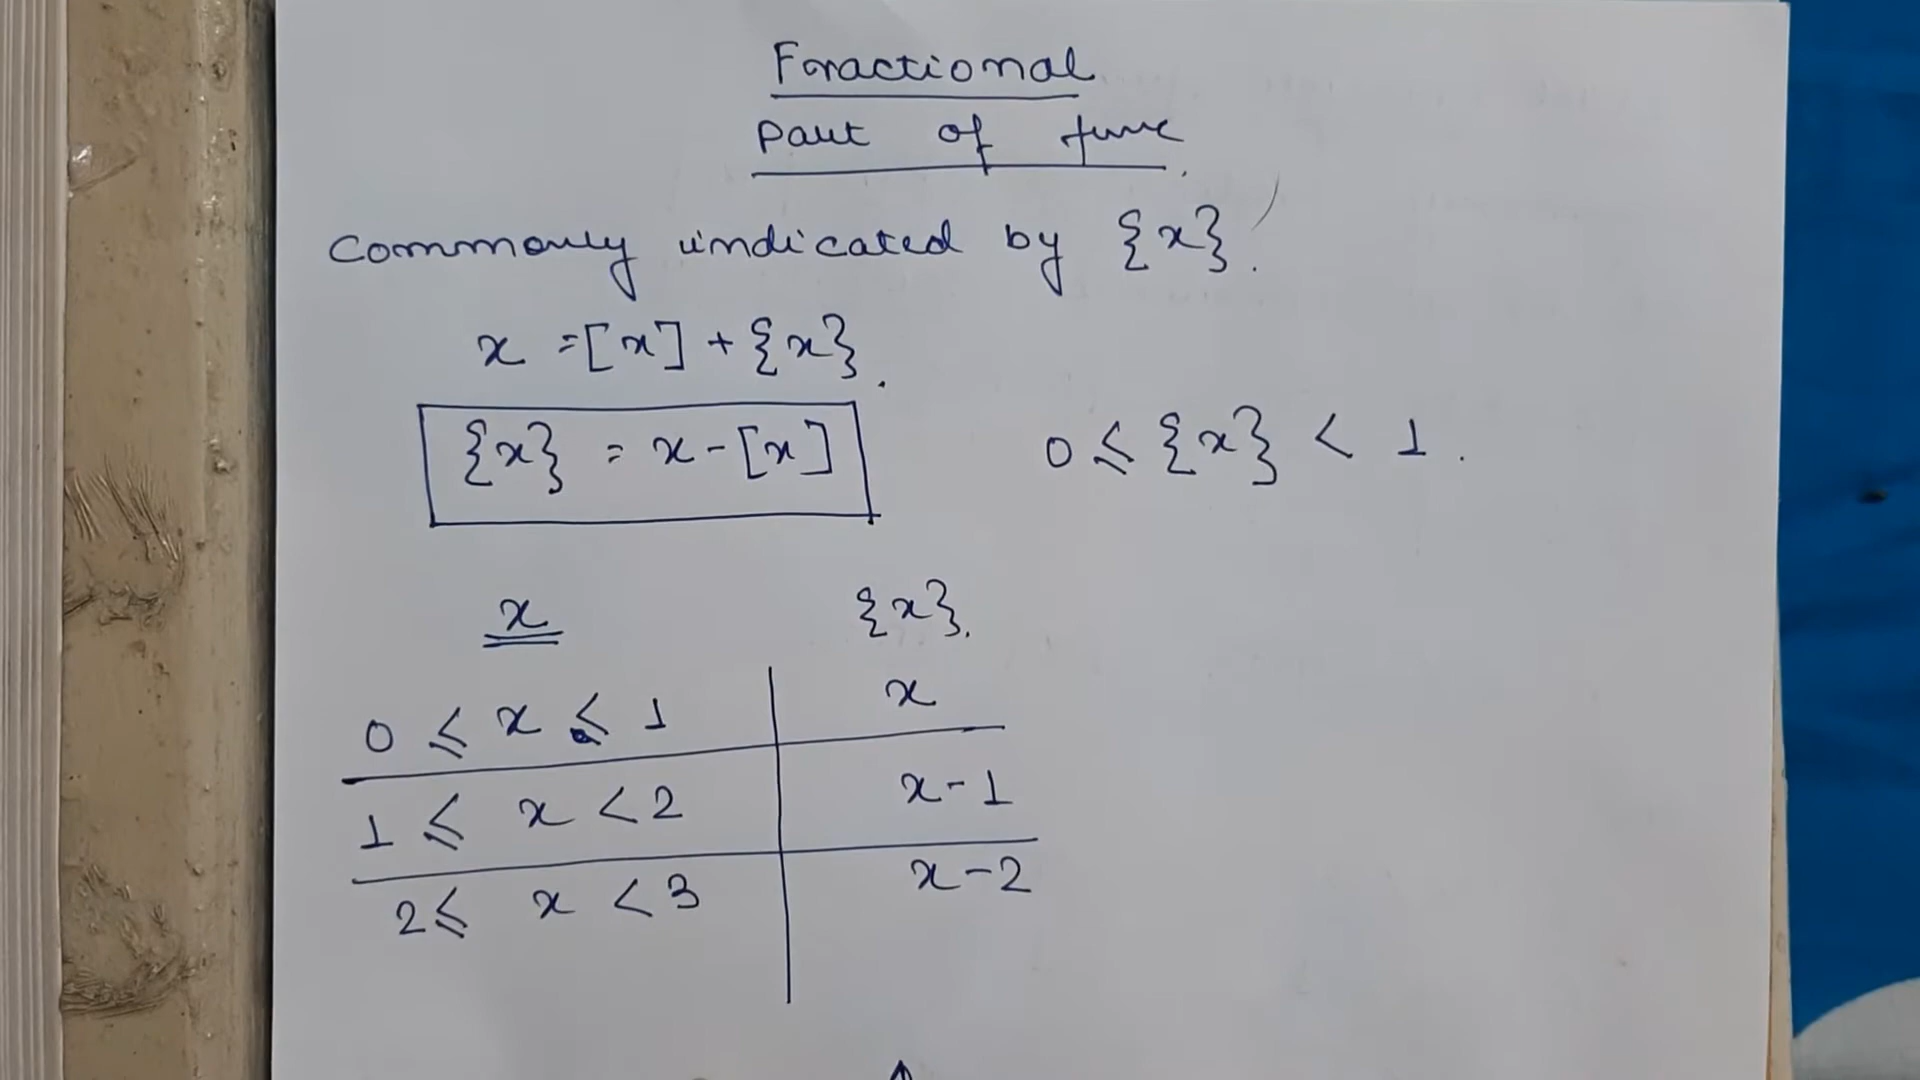 Fractional
Part of func.
Commonly indicated by {x}.
x = [x] + {x}.
{x} = x - [x]
0 ≤ {x} < 1.
x {x}.
0 ≤ x ≤ 1 x
1 ≤ x < 2 x-1
2 ≤ x < 3 x-2